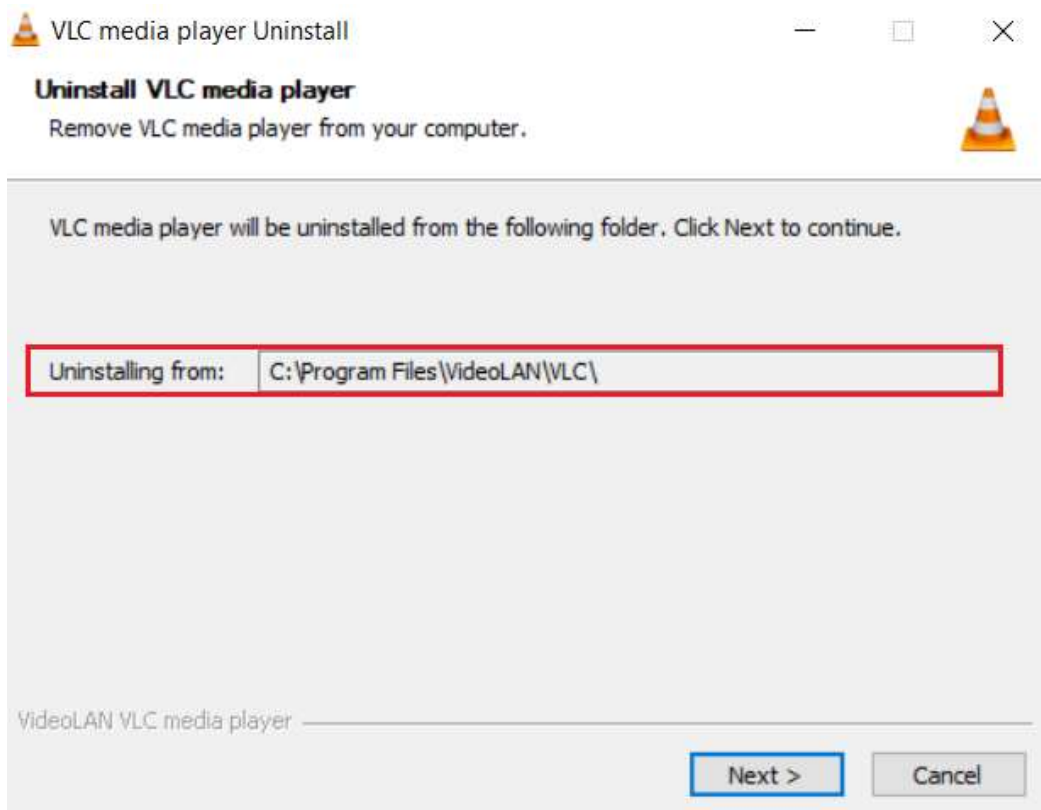 VLC media player Uninstall
Uninstall VLC media player
Remove VLC media player from your computer.
VLC media player will be uninstalled from the following folder. Click Next to continue.
Uninstalling from: C:\Program Files\VideoLAN\VLC\
VideoLAN VLC media player
Next > Cancel